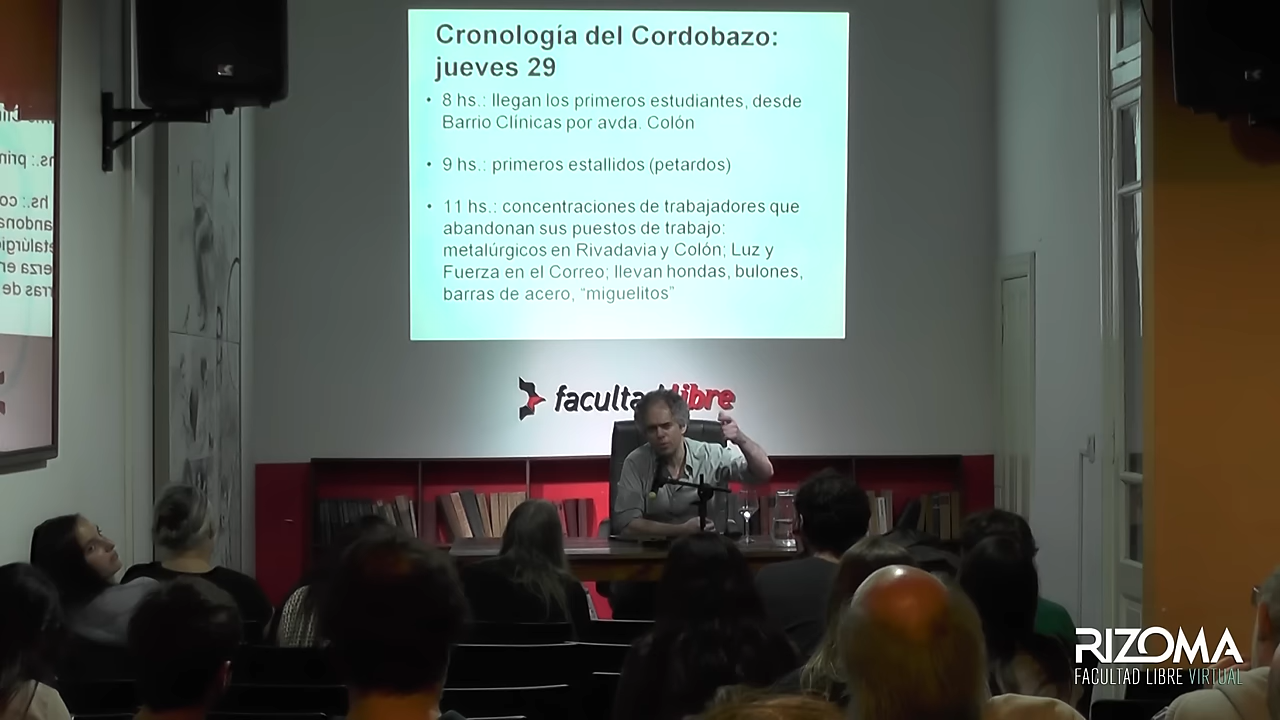 Cronología del Cordobazo:
jueves 29
• 8 hs.: llegan los primeros estudiantes, desde
Barrio Clínicas por avda. Colón
• 9 hs.: primeros estallidos (petardos)
• 11 hs.: concentraciones de trabajadores que
abandonan sus puestos de trabajo:
metalúrgicos en Rivadavia y Colón; Luz y
Fuerza en el Correo; llevan hondas, bulones,
barras de acero, “miguelitos”
facultad libre
RIZOMA
FACULTAD LIBRE VIRTUAL